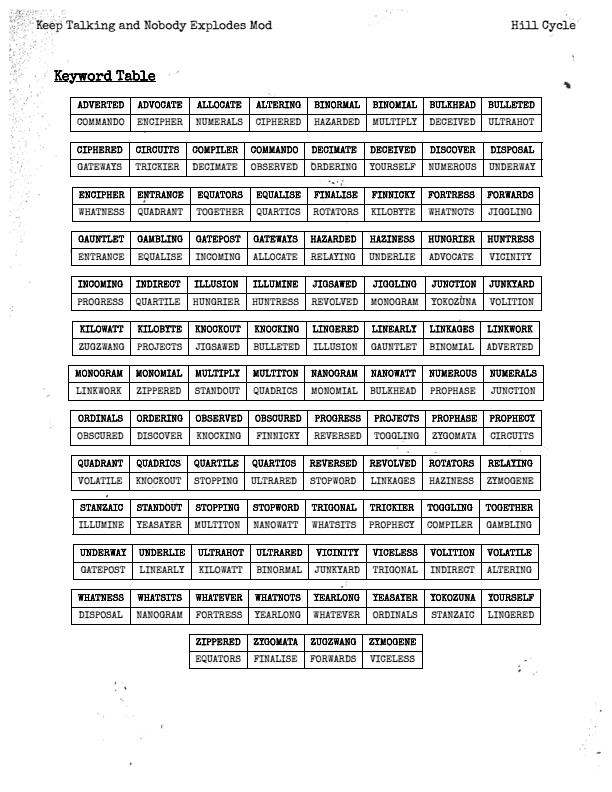 Keep Talking and Nobody Explodes Mod Hill Cycle
Keyword Table
ADVERTED ADVOCATE ALLOCATE ALTERING BINORMAL BINOMIAL BULKHEAD BULLETED
COMMANDO ENCIPHER NUMERALS CIPHERED HAZARDED MULTIPLY DECEIVED ULTRAHOT
CIPHERED CIRCUITS COMPILER COMMANDO DECIMATE DECEIVED DISCOVER DISPOSAL
GATEWAYS TRICKIER DECIMATE OBSERVED ORDERING YOURSELF NUMEROUS UNDERWAY
ENCIPHER ENTRANCE EQUATORS EQUALISE FINALISE FINNICKY FORTRESS FORWARDS
WHATNESS QUADRANT TOGETHER QUARTICS ROTATORS KILOBYTE WHATNOTS JIGGLING
GAUNTLET GAMBLING GATEPOST GATEWAYS HAZARDED HAZINESS HUNGRIER HUNTRESS
ENTRANCE EQUALISE INCOMING ALLOCATE RELAYING UNDERLIE ADVOCATE VICINITY
INCOMING INDIRECT ILLUSION ILLUMINE JIGSAWED JIGGLING JUNCTION JUNKYARD
PROGRESS QUARTILE HUNGRIER HUNTRESS REVOLVED MONOGRAM YOKOZUNA VOLITION
KILOWATT KILOBYTE KNOCKOUT KNOCKING LINGERED LINEARLY LINKAGES LINKWORK
ZUGZWANG PROJECTS JIGSAWED BULLETED ILLUSION GAUNTLET BINOMIAL ADVERTED
MONOGRAM MONOMIAL MULTIPLY MULTITON NANOGRAM NANOWATT NUMEROUS NUMERALS
LINKWORK ZIPPERED STANDOUT QUADRICS MONOMIAL BULKHEAD PROPHASE JUNCTION
ORDINALS ORDERING OBSERVED OBSCURED PROGRESS PROJECTS PROPHASE PROPHECY
OBSCURED DISCOVER KNOCKING FINNICKY REVERSED TOGGLING ZYGOMATA CIRCUITS
QUADRANT QUADRICS QUARTILE QUARTICS REVERSED REVOLVED ROTATORS RELAYING
VOLATILE KNOCKOUT STOPPING ULTRARED STOPWORD LINKAGES HAZINESS ZYMOGENE
STANZAIC STANDOUT STOPPING STOPWORD TRIGONAL TRICKIER TOGGLING TOGETHER
ILLUMINE YEASAYER MULTITON NANOWATT WHATSITS PROPHECY COMPILER GAMBLING
UNDERWAY UNDERLIE ULTRAHOT ULTRARED VICINITY VICELESS VOLITION VOLATILE
GATEPOST LINEARLY KILOWATT BINORMAL JUNKYARD TRIGONAL INDIRECT ALTERING
WHATNESS WHATSITS WHATEVER WHATNOTS YEARLONG YEASAYER YOKOZUNA YOURSELF
DISPOSAL NANOGRAM FORTRESS YEARLONG WHATEVER ORDINALS STANZAIC LINGERED
ZIPPERED ZYGOMATA ZUGZWANG ZYMOGENE
EQUATORS FINALISE FORWARDS VICELESS